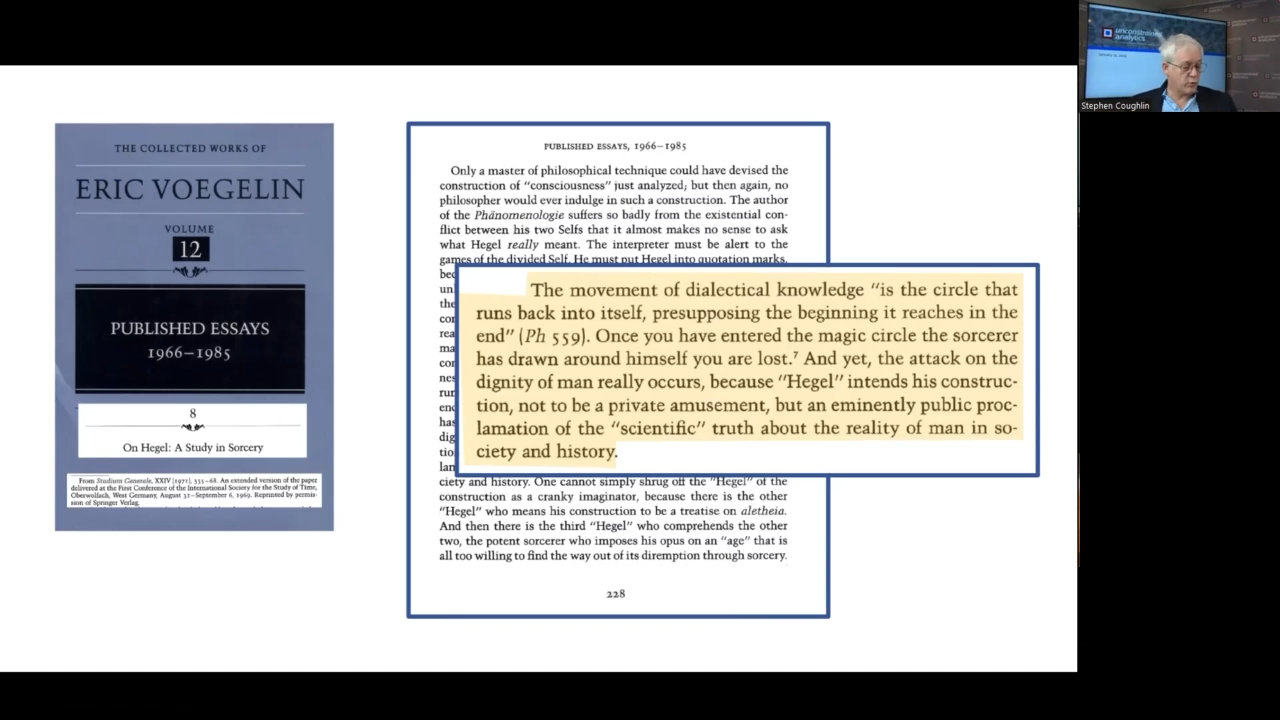 THE COLLECTED WORKS OF
ERIC VOEGELIN
VOLUME
12
PUBLISHED ESSAYS
1966–1985
8
On Hegel: A Study in Sorcery
From Stadium Generale, XXIV (1971), 335–68. An extended version of the paper
delivered at the First Conference of the International Society for the Study of Time,
Oberwolfach, West Germany, August 31–September 6, 1969. Reprinted by permis-
sion of Springer Verlag.
PUBLISHED ESSAYS, 1966–1985
Only a master of philosophical technique could have devised the
construction of "consciousness" just analyzed; but then again, no
philosopher would ever indulge in such a construction. The author
of the Phänomenologie suffers so badly from the existential con-
flict between his two Selfs that it almost makes no sense to ask
what Hegel really meant. The interpreter must be alert to the
games of the divided Self. He must put Hegel into quotation marks,
The movement of dialectical knowledge "is the circle that
runs back into itself, presupposing the beginning it reaches in the
end" (Ph 559). Once you have entered the magic circle the sorcerer
has drawn around himself you are lost.7 And yet, the attack on the
dignity of man really occurs, because "Hegel" intends his construc-
tion, not to be a private amusement, but an eminently public proc-
lamation of the "scientific" truth about the reality of man in so-
ciety and history.
ciety and history. One cannot simply shrug off the "Hegel" of the
construction as a cranky imaginator, because there is the other
"Hegel" who means his construction to be a treatise on aletheia.
And then there is the third "Hegel" who comprehends the other
two, the potent sorcerer who imposes his opus on an "age" that is
all too willing to find the way out of its diremption through sorcery.
228
unconstrained
analytics
Stephen Coughlin